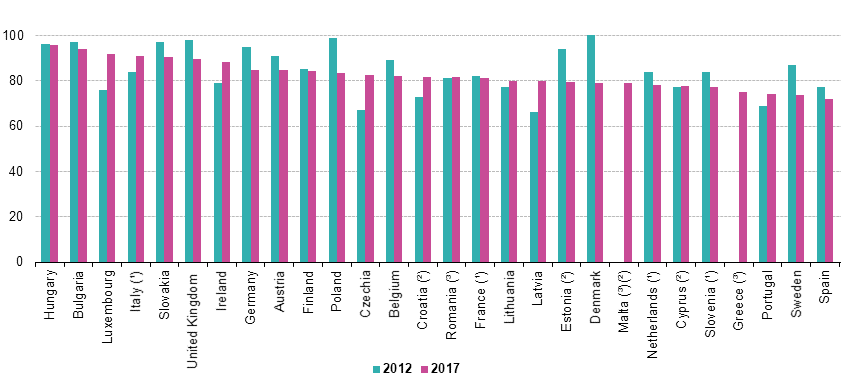 100
80
60
40
20
0
Hungary
Bulgaria
Luxembourg
Italy (¹)
Slovakia
United Kingdom
Ireland
Germany
Austria
Finland
Poland
Czechia
Belgium
Croatia (²)
Romania (³)
France (¹)
Lithuania
Latvia
Estonia (²)
Denmark
Malta (³)(²)
Netherlands (¹)
Cyprus (²)
Slovenia (¹)
Greece (³)
Portugal
Sweden
Spain
2012 2017